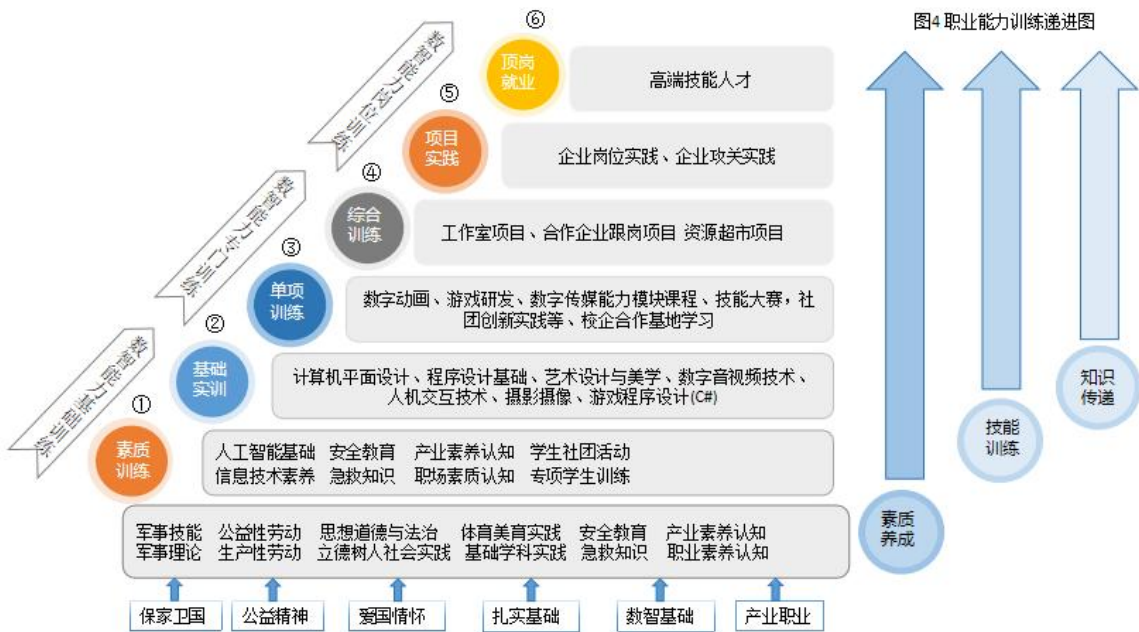 图4 职业能力训练递进图
⑥
顶岗
就业
高端技能人才
数智能力岗位训练
⑤
项目
实践
企业岗位实践、企业攻关实践
④
综合
训练
工作室项目、合作企业跟岗项目 资源超市项目
数智能力专门训练
③
单项
训练
数字动画、游戏研发、数字传媒能力模块课程、技能大赛，社
团创新实践等、校企合作基地学习
②
基础
实训
计算机平面设计、程序设计基础、艺术设计与美学、数字音视频技术、
人机交互技术、摄影摄像、游戏程序设计(C#)
数智能力基础训练
①
素质
训练
人工智能基础 安全教育 产业素养认知 学生社团活动
信息技术素养 急救知识 职场素质认知 专项学生训练
军事技能 公益性劳动 思想道德与法治 体育美育实践 安全教育 产业素养认知
军事理论 生产性劳动 立德树人社会实践 基础学科实践 急救知识 职业素养认知
保家卫国 公益精神 爱国情怀 扎实基础 数智基础 产业职业
素质
养成
技能
训练
知识
传递